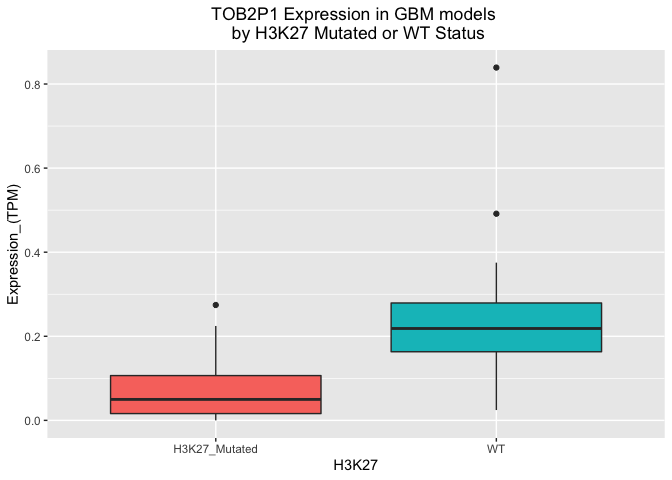 TOB2P1 Expression in GBM models
by H3K27 Mutated or WT Status
Expression_(TPM)
0.8
0.6
0.4
0.2
0.0
H3K27_Mutated
WT
H3K27